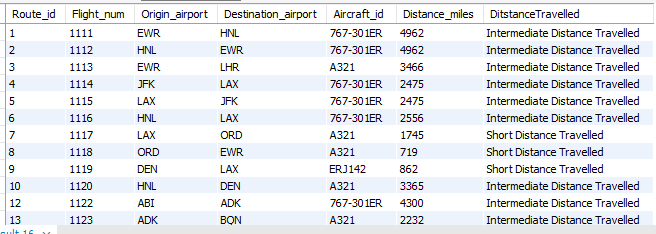 Route_id Flight_num Origin_airport Destination_airport Aircraft_id Distance_miles DitstanceTravelled
1 1111 EWR HNL 767-301ER 4962 Intermediate Distance Travelled
2 1112 HNL EWR 767-301ER 4962 Intermediate Distance Travelled
3 1113 EWR LHR A321 3466 Intermediate Distance Travelled
4 1114 JFK LAX 767-301ER 2475 Intermediate Distance Travelled
5 1115 LAX JFK 767-301ER 2475 Intermediate Distance Travelled
6 1116 HNL LAX 767-301ER 2556 Intermediate Distance Travelled
7 1117 LAX ORD A321 1745 Short Distance Travelled
8 1118 ORD EWR A321 719 Short Distance Travelled
9 1119 DEN LAX ERJ142 862 Short Distance Travelled
10 1120 HNL DEN A321 3365 Intermediate Distance Travelled
12 1122 ABI ADK 767-301ER 4300 Intermediate Distance Travelled
13 1123 ADK BQN A321 2232 Intermediate Distance Travelled